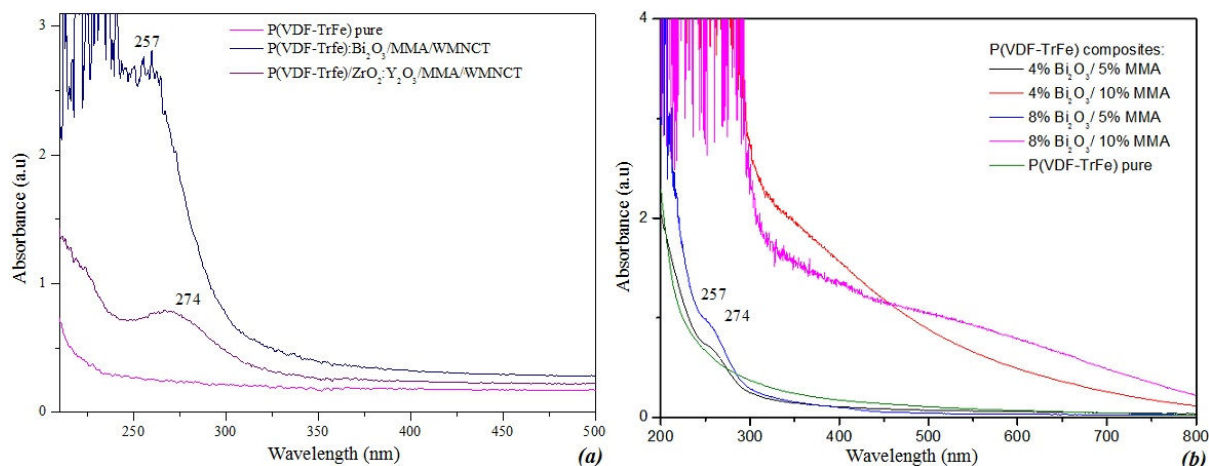 3
2
1
0
Absorbance (a.u)
257
274
P(VDF-TrFe) pure
P(VDF-Trfe):Bi₂O₃/MMA/WMNCT
P(VDF-Trfe)/ZrO₂:Y₂O₃/MMA/WMNCT
250 300 350 400 450 500
Wavelength (nm)
(a)
4
2
0
Absorbance (a.u)
P(VDF-TrFe) composites:
4% Bi₂O₃/ 5% MMA
4% Bi₂O₃/ 10% MMA
8% Bi₂O₃/ 5% MMA
8% Bi₂O₃/ 10% MMA
P(VDF-TrFe) pure
257
274
200 300 400 500 600 700 800
Wavelength (nm)
(b)